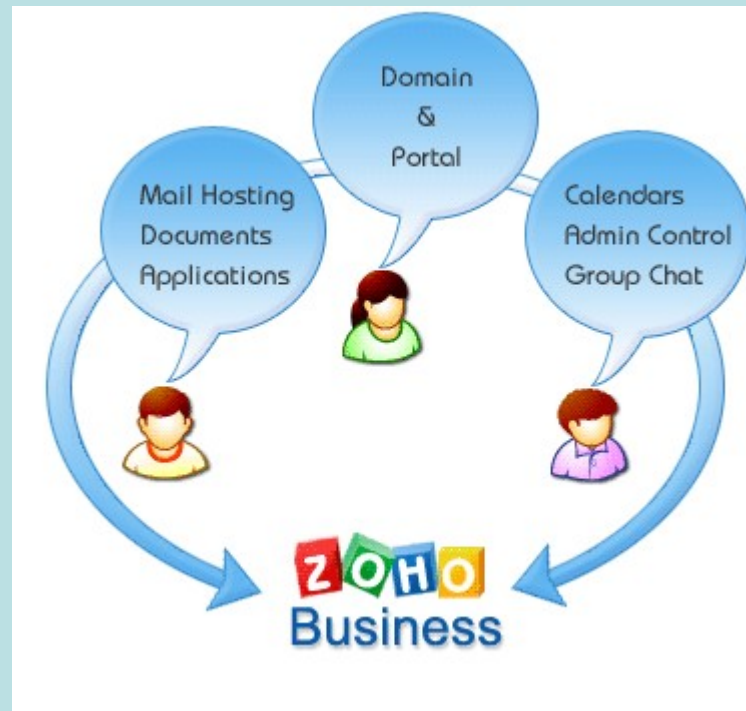 Domain
&
Portal
Mail Hosting
Documents
Applications
Calendars
Admin Control
Group Chat
ZOHO
Business